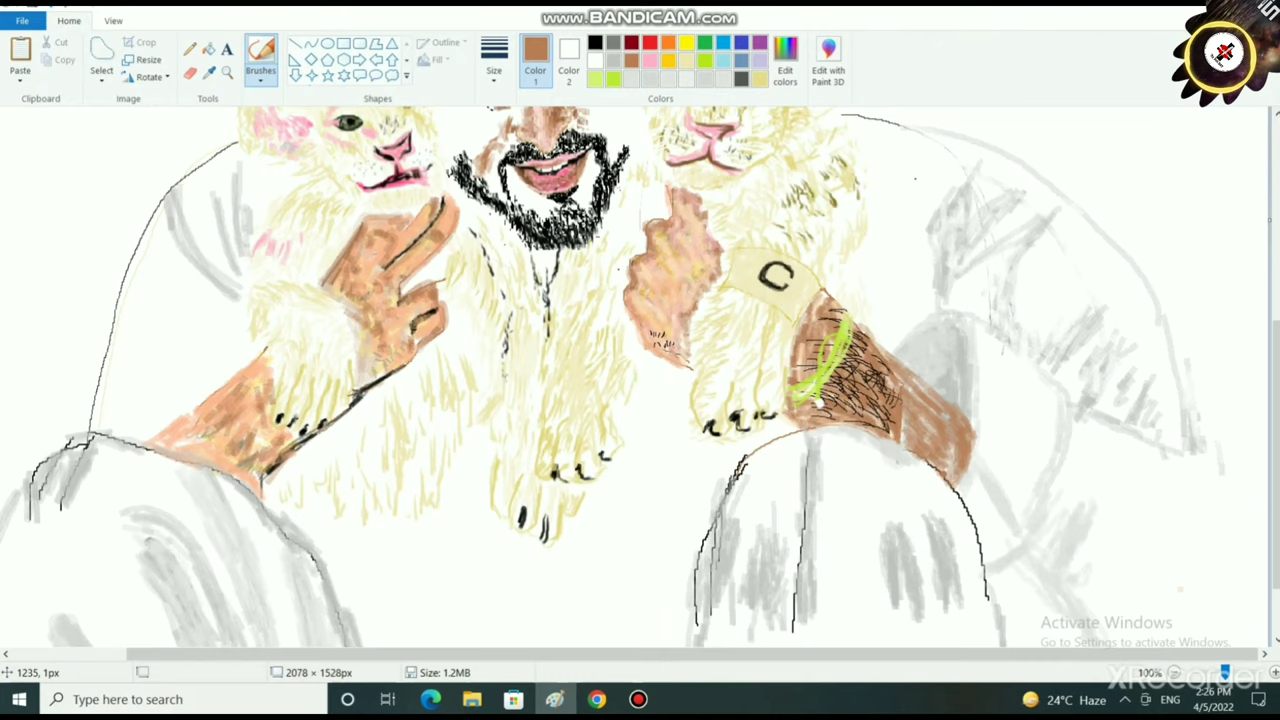 www.BANDICAM.com
File Home View
Paste
Cut
Copy
Clipboard
Select
Crop
Resize
Rotate
Image
Tools
Brushes
Outline
Fill
Shapes
Size
Color
1
Color
2
Edit
colors
Colors
Edit with
Paint 3D
C
Activate Windows
Go to Settings to activate Windows.
XRecorder
1235, 1px
2078 × 1528px
Size: 1.2MB
100%
Type here to search
24°C Haze
ENG
2:26 PM
4/5/2022